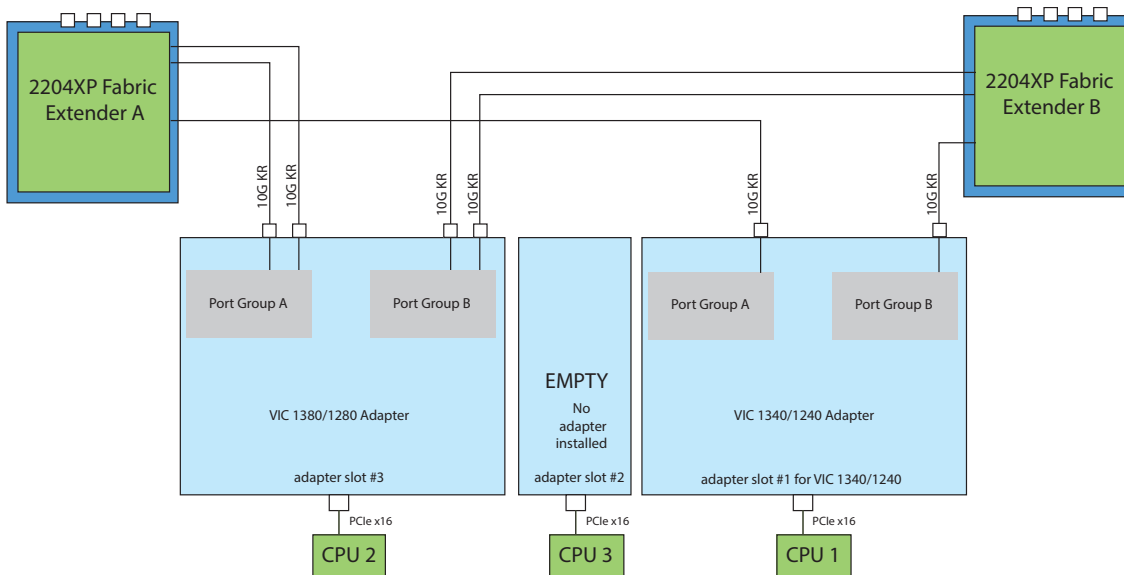 2204XP Fabric
Extender A
2204XP Fabric
Extender B
10G KR
10G KR
10G KR
10G KR
10G KR
10G KR
Port Group A
Port Group B
Port Group A
Port Group B
EMPTY
No
adapter
installed
VIC 1380/1280 Adapter
VIC 1340/1240 Adapter
adapter slot #3
adapter slot #2
adapter slot #1 for VIC 1340/1240
PCIe x16
PCIe x16
PCIe x16
CPU 2
CPU 3
CPU 1